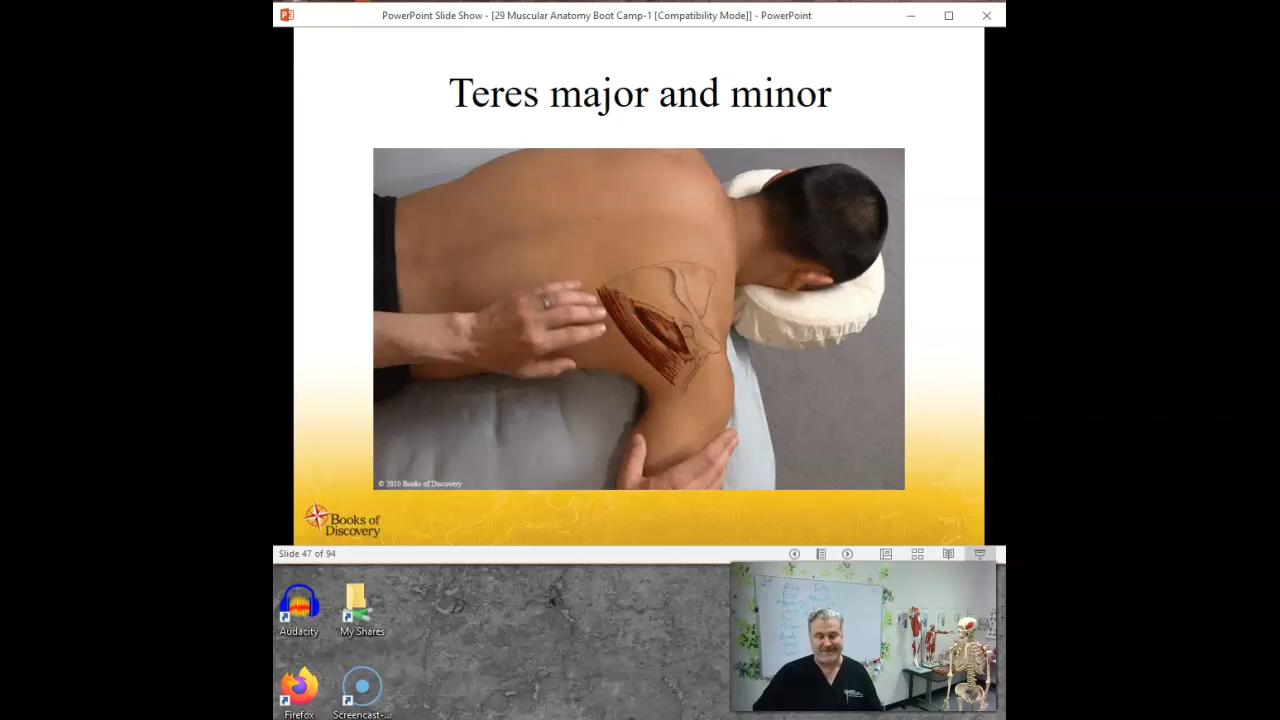 PowerPoint Slide Show - [29 Muscular Anatomy Boot Camp-1 [Compatibility Mode]] - PowerPoint
Teres major and minor
© 2010 Books of Discovery
Books of
Discovery
Slide 47 of 94
Audacity
My Shares
Firefox
Screencast-...